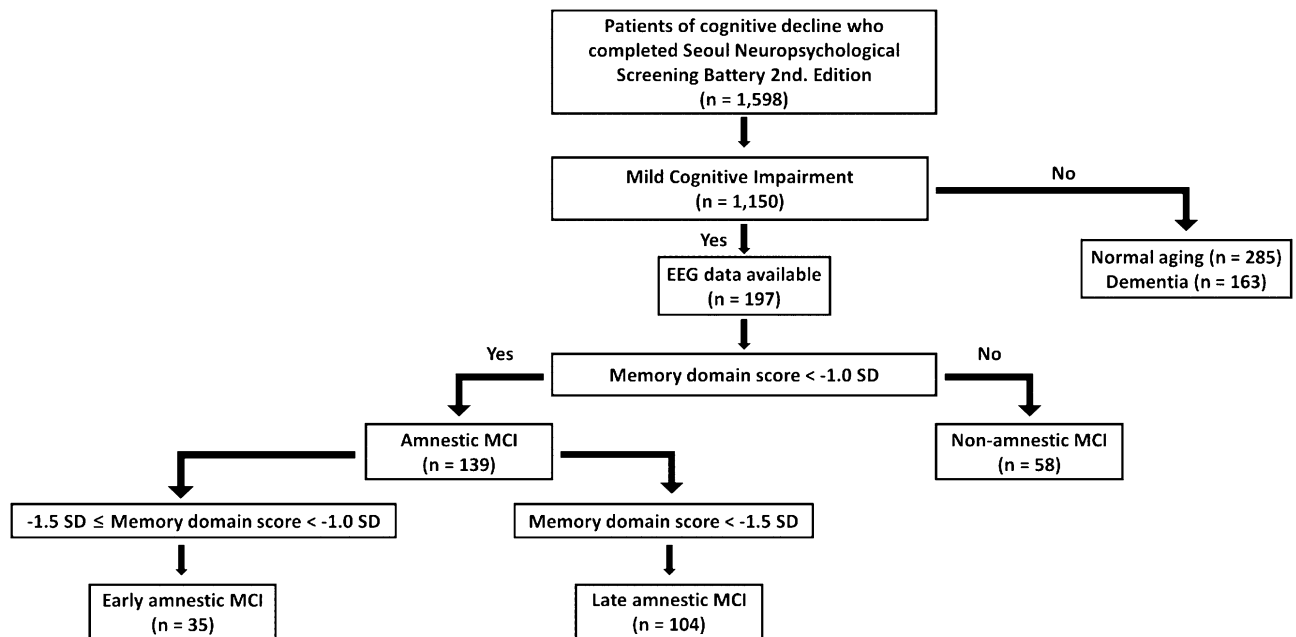 Patients of cognitive decline who
completed Seoul Neuropsychological
Screening Battery 2nd. Edition
(n = 1,598)
Mild Cognitive Impairment
(n = 1,150)
No
Yes
Normal aging (n = 285)
Dementia (n = 163)
EEG data available
(n = 197)
Yes
Memory domain score < -1.0 SD
No
Amnestic MCI
(n = 139)
Non-amnestic MCI
(n = 58)
-1.5 SD ≤ Memory domain score < -1.0 SD
Memory domain score < -1.5 SD
Early amnestic MCI
(n = 35)
Late amnestic MCI
(n = 104)